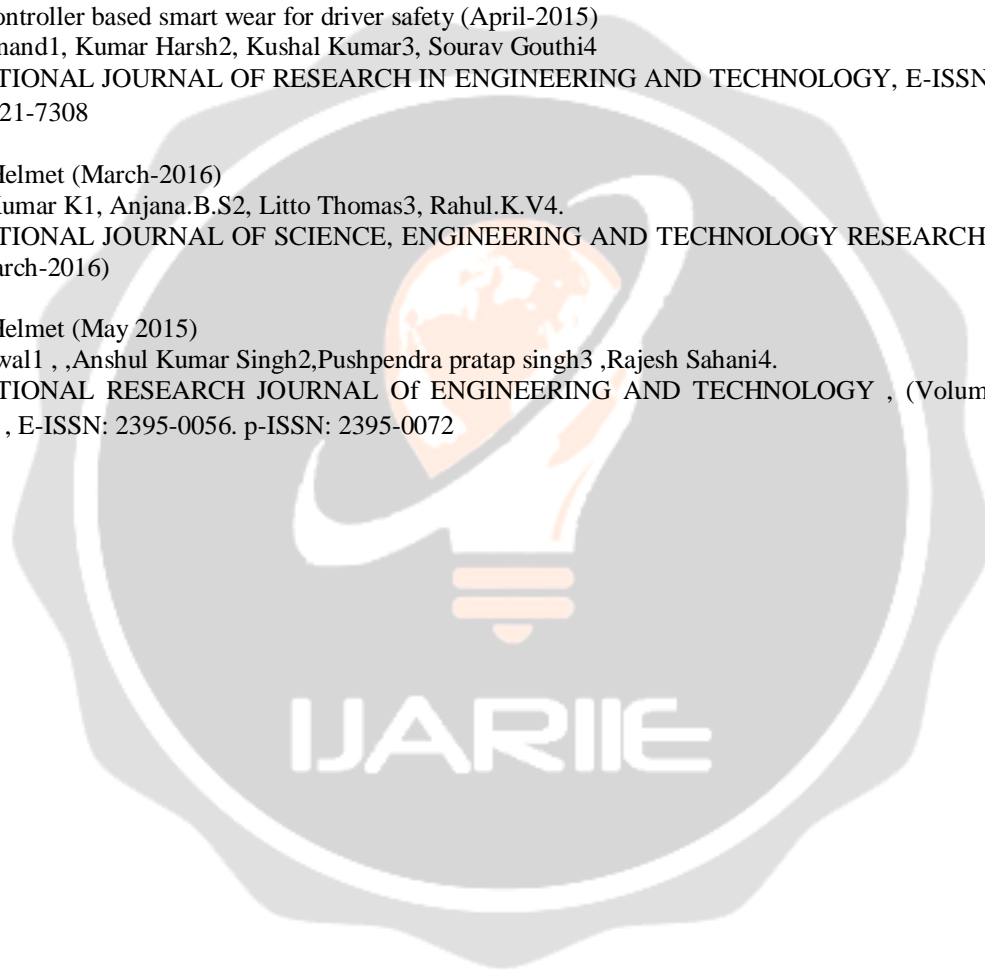 ontroller based smart wear for driver safety (April-2015)
nand1, Kumar Harsh2, Kushal Kumar3, Sourav Gouthi4
TIONAL JOURNAL OF RESEARCH IN ENGINEERING AND TECHNOLOGY, E-ISSN
21-7308
Helmet (March-2016)
Kumar K1, Anjana.B.S2, Litto Thomas3, Rahul.K.V4.
TIONAL JOURNAL OF SCIENCE, ENGINEERING AND TECHNOLOGY RESEARCH
arch-2016)
Helmet (May 2015)
wal1 , ,Anshul Kumar Singh2,Pushpendra pratap singh3 ,Rajesh Sahani4.
TIONAL RESEARCH JOURNAL Of ENGINEERING AND TECHNOLOGY , (Volum
, E-ISSN: 2395-0056. p-ISSN: 2395-0072
IJARIIE